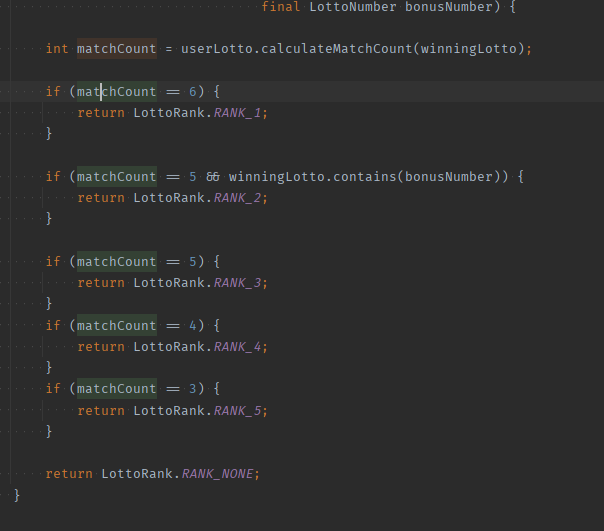 final LottoNumber bonusNumber) {
int matchCount = userLotto.calculateMatchCount(winningLotto);
if (matchCount == 6) {
return LottoRank.RANK_1;
}
if (matchCount == 5 && winningLotto.contains(bonusNumber)) {
return LottoRank.RANK_2;
}
if (matchCount == 5) {
return LottoRank.RANK_3;
}
if (matchCount == 4) {
return LottoRank.RANK_4;
}
if (matchCount == 3) {
return LottoRank.RANK_5;
}
return LottoRank.RANK_NONE;
}